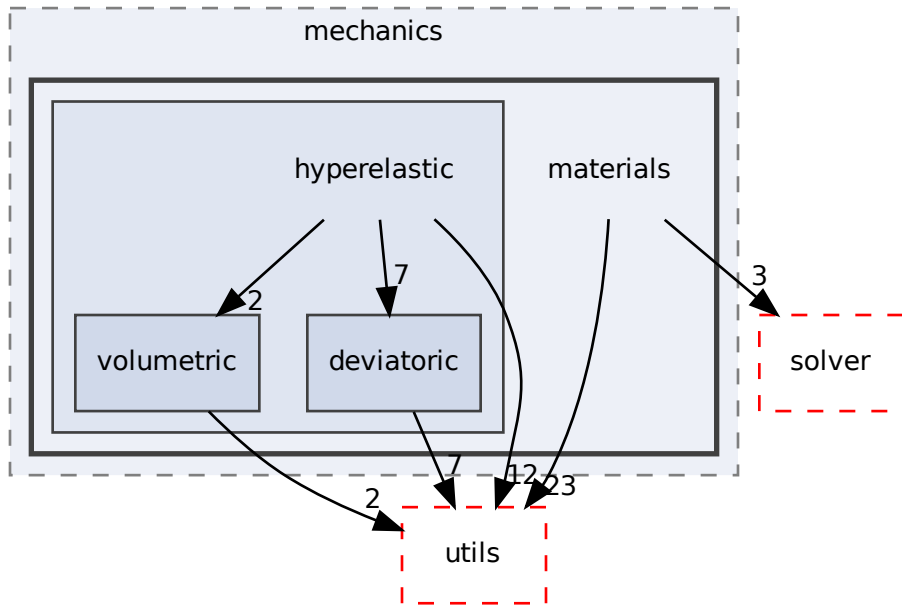 mechanics
hyperelastic
materials
7
3
2
volumetric
deviatoric
solver
7
12
23
2
utils